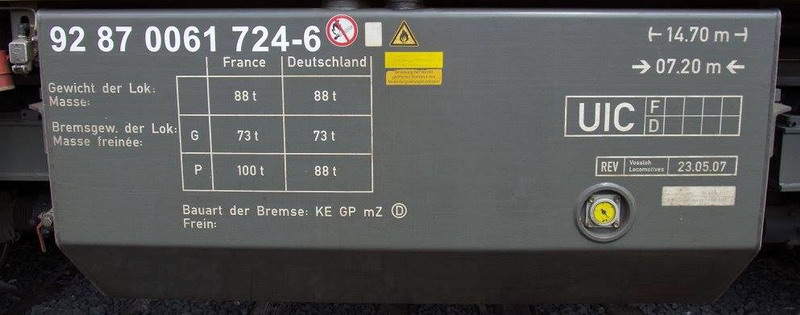 92 87 0061 724-6
14.70 m
07.20 m
France Deutschland
Gewicht der Lok:
Masse:
88 t 88 t
Bremsgew. der Lok:
Masse freinée:
G 73 t 73 t
P 100 t 88 t
UIC F
D
REV Vossloh
Locomotives 23.05.07
Bauart der Bremse: KE GP mZ D
Frein: